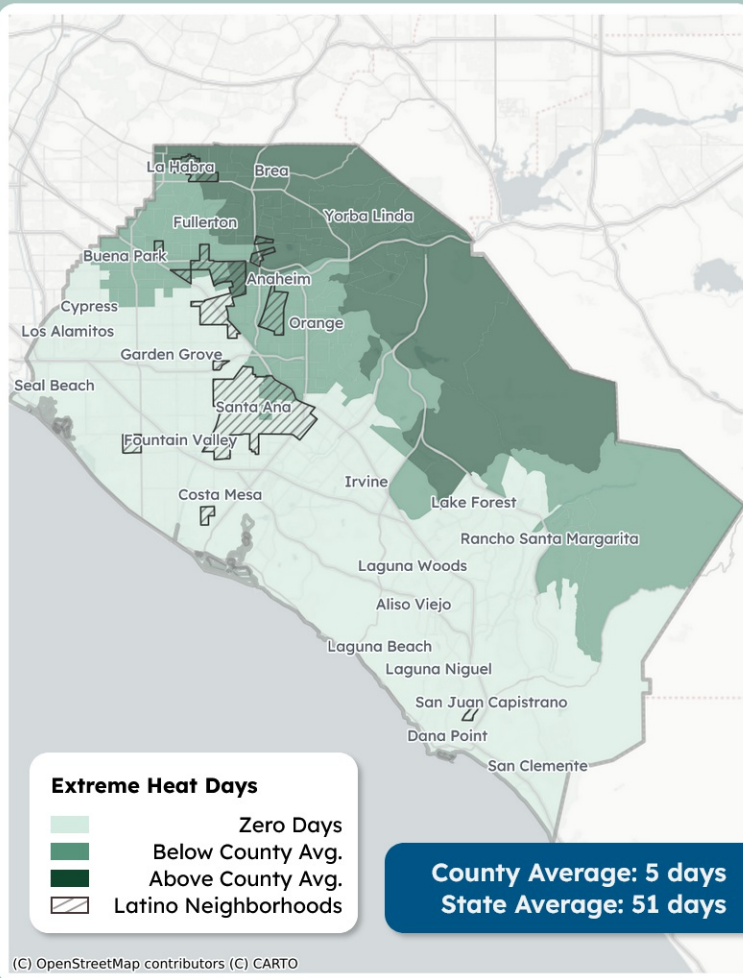 La Habra
Brea
Yorba Linda
Fullerton
Buena Park
Anaheim
Cypress
Orange
Los Alamitos
Garden Grove
Seal Beach
Santa Ana
Fountain Valley
Irvine
Costa Mesa
Lake Forest
Rancho Santa Margarita
Laguna Woods
Aliso Viejo
Laguna Beach
Laguna Niguel
San Juan Capistrano
Dana Point
San Clemente
Extreme Heat Days
Zero Days
Below County Avg.
Above County Avg.
Latino Neighborhoods
County Average: 5 days
State Average: 51 days
(C) OpenStreetMap contributors (C) CARTO